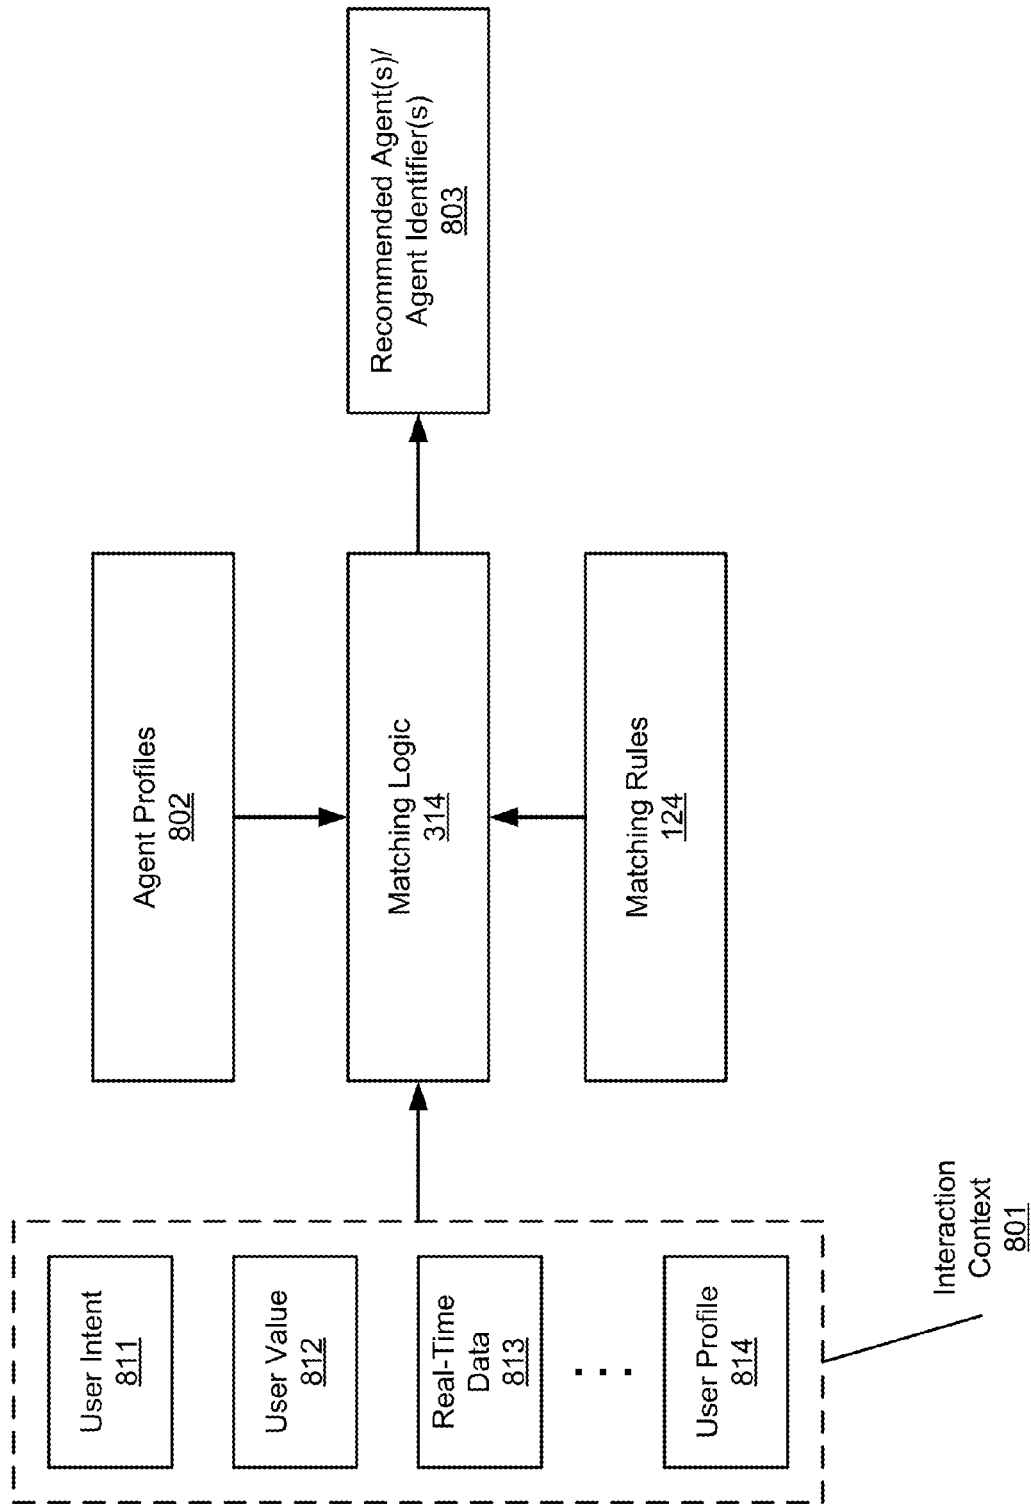 User Intent
811
User Value
812
Real-Time
Data
813
User Profile
814
Interaction
Context
801
Agent Profiles
802
Matching Logic
314
Matching Rules
124
Recommended Agent(s)/
Agent Identifier(s)
803